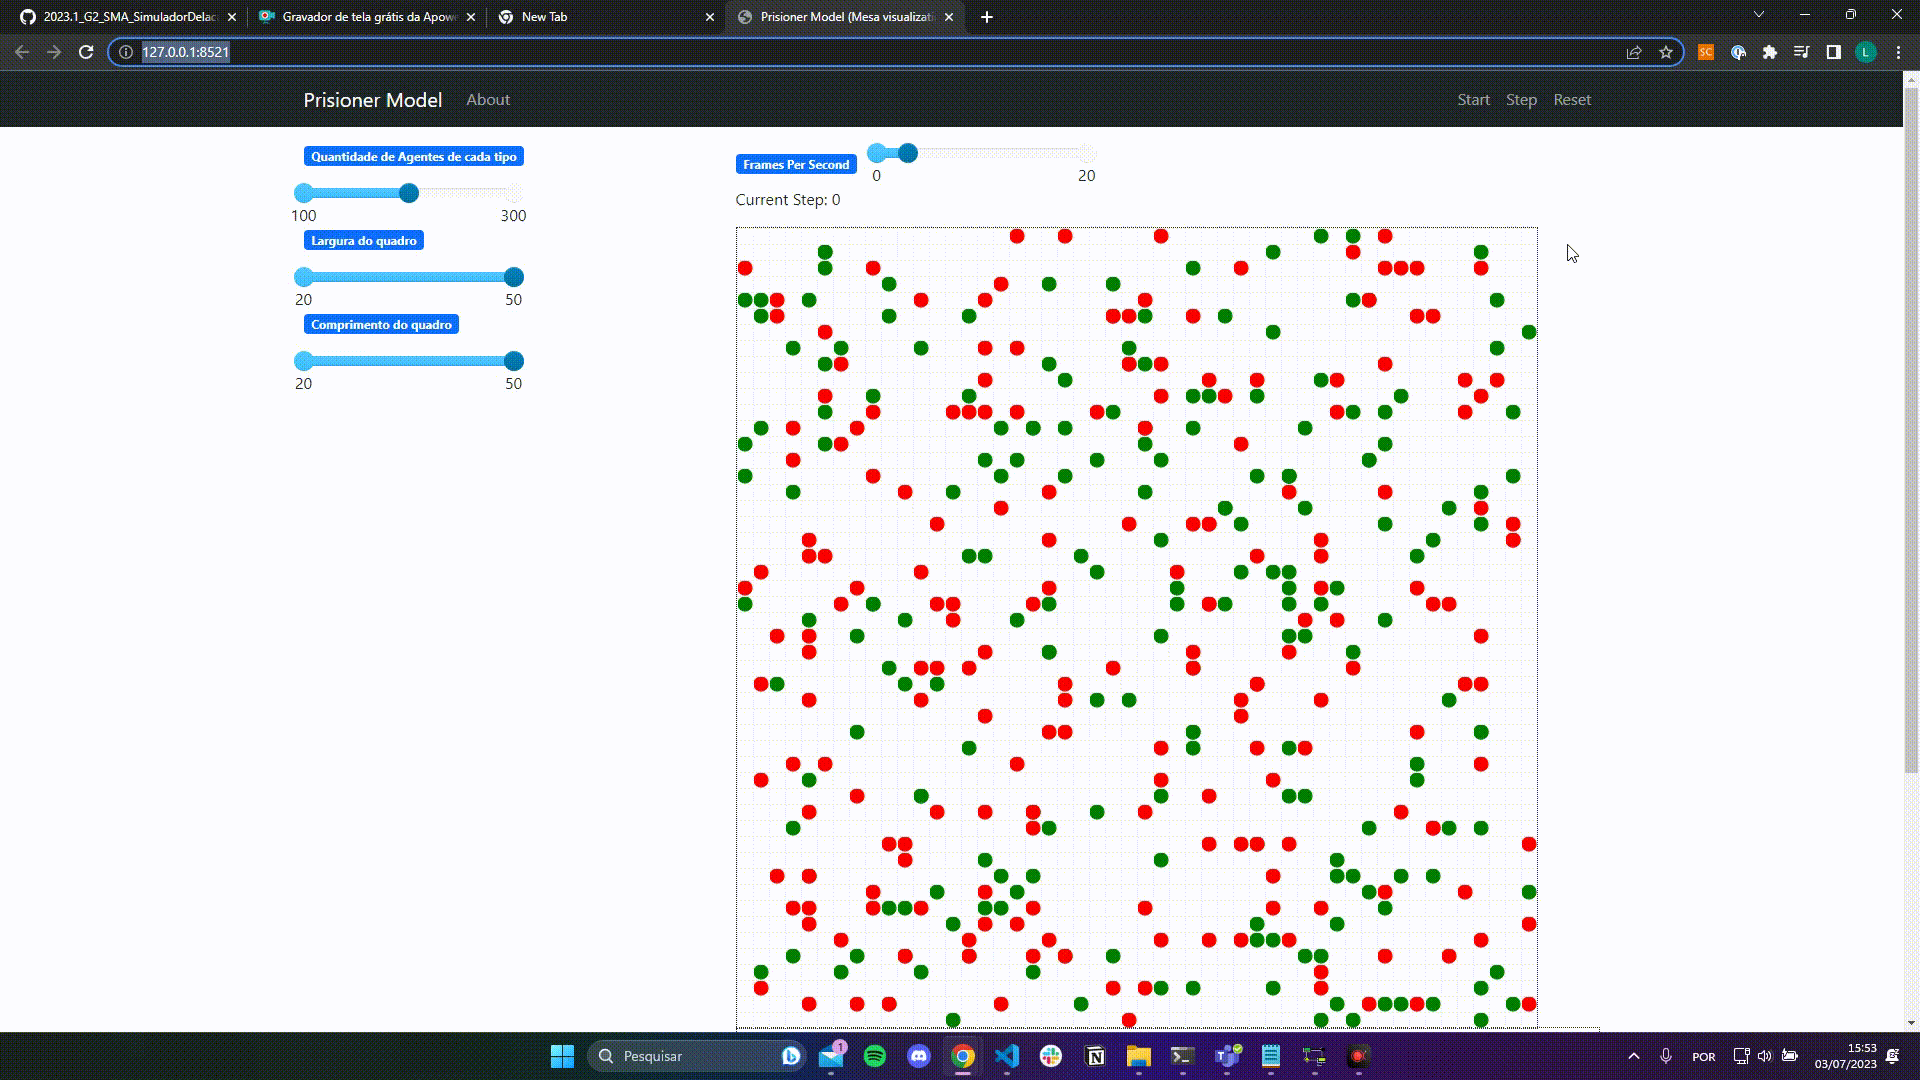 2023.1_G2_SMA_SimuladorDelac
Gravador de tela grátis da Apowe
New Tab
Prisioner Model (Mesa visualizati
127.0.0.1:8521
SC
L
Prisioner Model
About
Start
Step
Reset
Quantidade de Agentes de cada tipo
100
300
Largura do quadro
20
50
Comprimento do quadro
20
50
Frames Per Second
0
20
Current Step: 0
Pesquisar
1
POR
15:53
03/07/2023